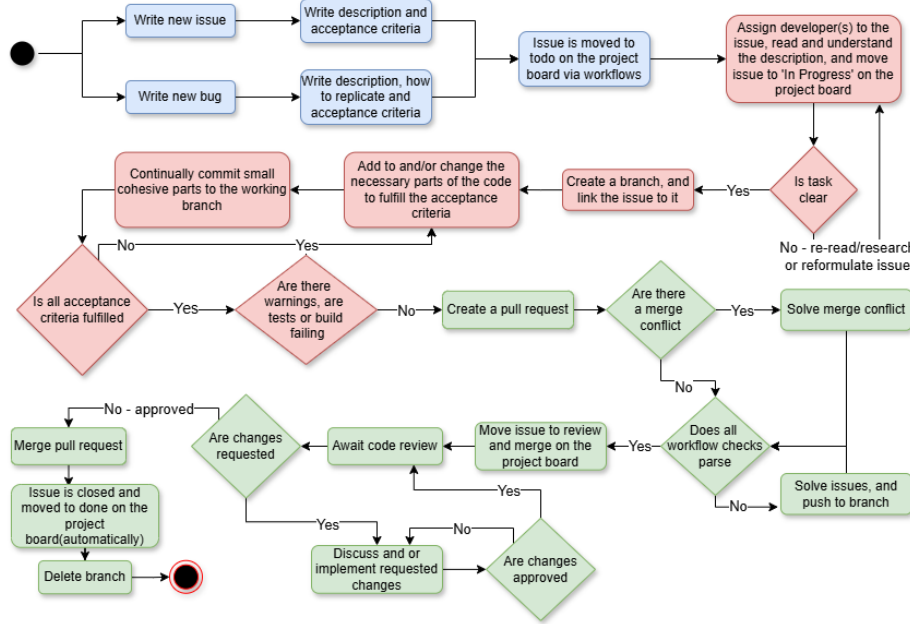 Write new issue
Write description and
acceptance criteria
Write new bug
Write description, how
to replicate and
acceptance criteria
Issue is moved to
todo on the project
board via workflows
Assign developer(s) to the
issue, read and understand
the description, and move
issue to 'In Progress' on the
project board
Is task
clear
No - re-read/research
or reformulate issue
Yes
Create a branch, and
link the issue to it
Add to and/or change the
necessary parts of the code
to fulfill the acceptance
criteria
Continually commit small
cohesive parts to the working
branch
Is all acceptance
criteria fulfilled
No
Yes
Are there
warnings, are
tests or build
failing
Yes
No
Create a pull request
Are there
a merge
conflict
Yes
Solve merge conflict
No
Does all
workflow checks
parse
No
Solve issues, and
push to branch
Yes
Move issue to review
and merge on the
project board
Await code review
Are changes
requested
Yes
Discuss and or
implement requested
changes
Are changes
approved
No
Yes
No - approved
Merge pull request
Issue is closed and
moved to done on the
project
board(automatically)
Delete branch